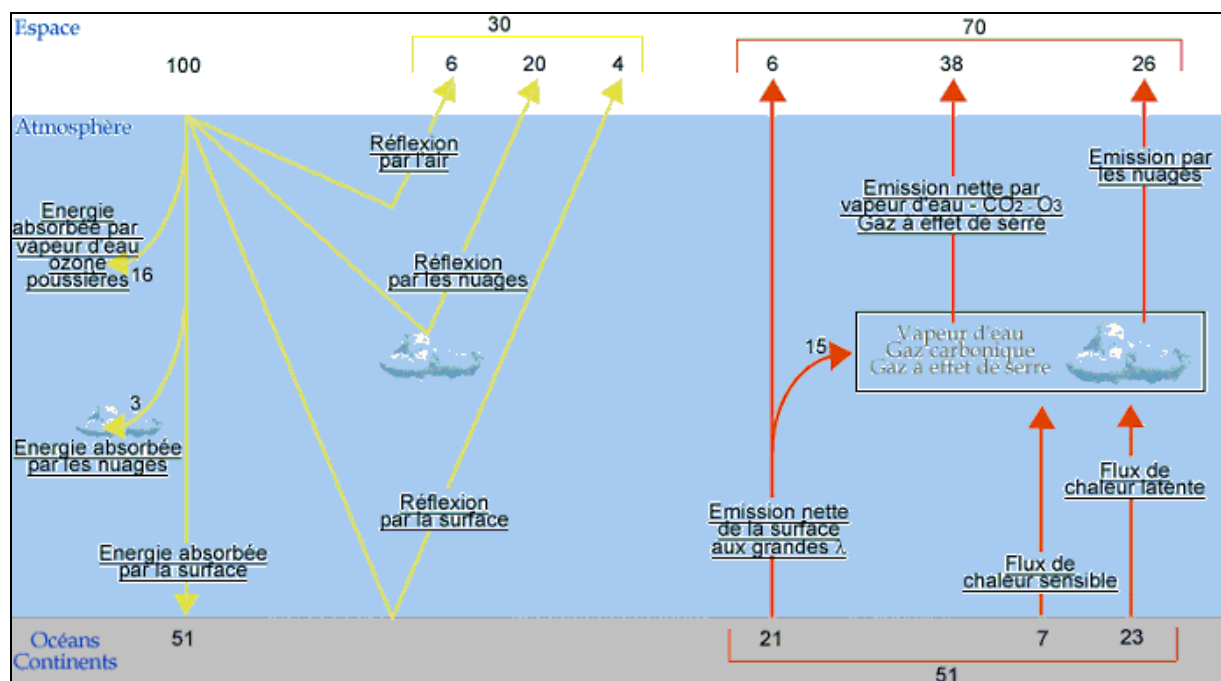 Espace
30
70
100
6
20
4
6
38
26
Atmosphère
Réflexion
par l'air
Emission par
les nuages
Emission nette par
vapeur d'eau - CO2 - O3
Gaz à effet de serre
Energie
absorbée par
vapeur d'eau
ozone
poussières
16
Réflexion
par les nuages
15
Vapeur d'eau
Gaz carbonique
Gaz à effet de serre
3
Energie absorbée
par les nuages
Réflexion
par la surface
Emission nette
de la surface
aux grandes λ
Flux de
chaleur latente
Energie absorbée
par la surface
Flux de
chaleur sensible
Océans
Continents
51
21
7
23
51